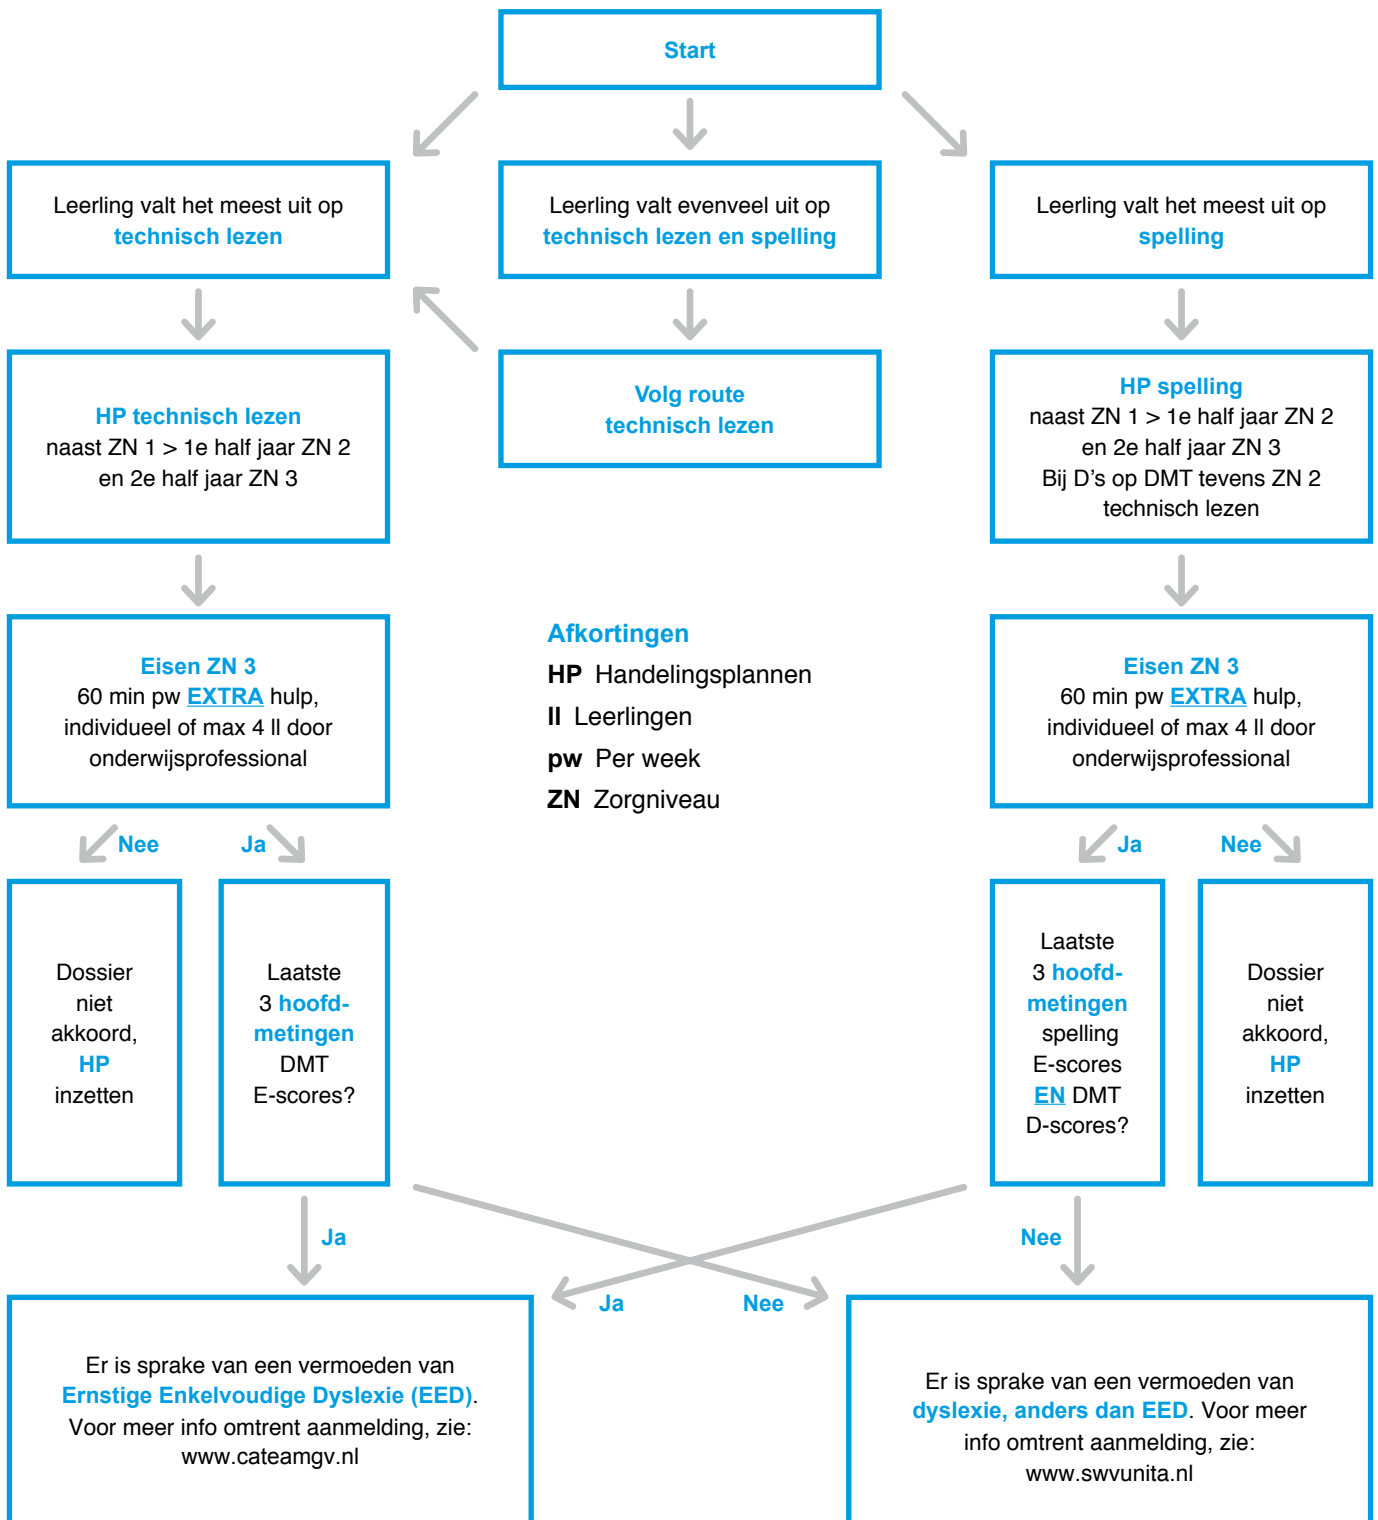 Start
Leerling valt het meest uit op
technisch lezen
Leerling valt evenveel uit op
technisch lezen en spelling
Leerling valt het meest uit op
spelling
HP technisch lezen
naast ZN 1 > 1e half jaar ZN 2
en 2e half jaar ZN 3
Volg route
technisch lezen
HP spelling
naast ZN 1 > 1e half jaar ZN 2
en 2e half jaar ZN 3
Bij D's op DMT tevens ZN 2
technisch lezen
Eisen ZN 3
60 min pw EXTRA hulp,
individueel of max 4 ll door
onderwijsprofessional
Afkortingen
HP Handelingsplannen
ll Leerlingen
pw Per week
ZN Zorgniveau
Eisen ZN 3
60 min pw EXTRA hulp,
individueel of max 4 ll door
onderwijsprofessional
Nee
Ja
Ja
Nee
Dossier
niet
akkoord,
HP
inzetten
Laatste
3 hoofd-
metingen
DMT
E-scores?
Laatste
3 hoofd-
metingen
spelling
E-scores
EN DMT
D-scores?
Dossier
niet
akkoord,
HP
inzetten
Ja
Nee
Ja
Nee
Er is sprake van een vermoeden van
Ernstige Enkelvoudige Dyslexie (EED).
Voor meer info omtrent aanmelding, zie:
www.cateamgv.nl
Er is sprake van een vermoeden van
dyslexie, anders dan EED. Voor meer
info omtrent aanmelding, zie:
www.swvunita.nl